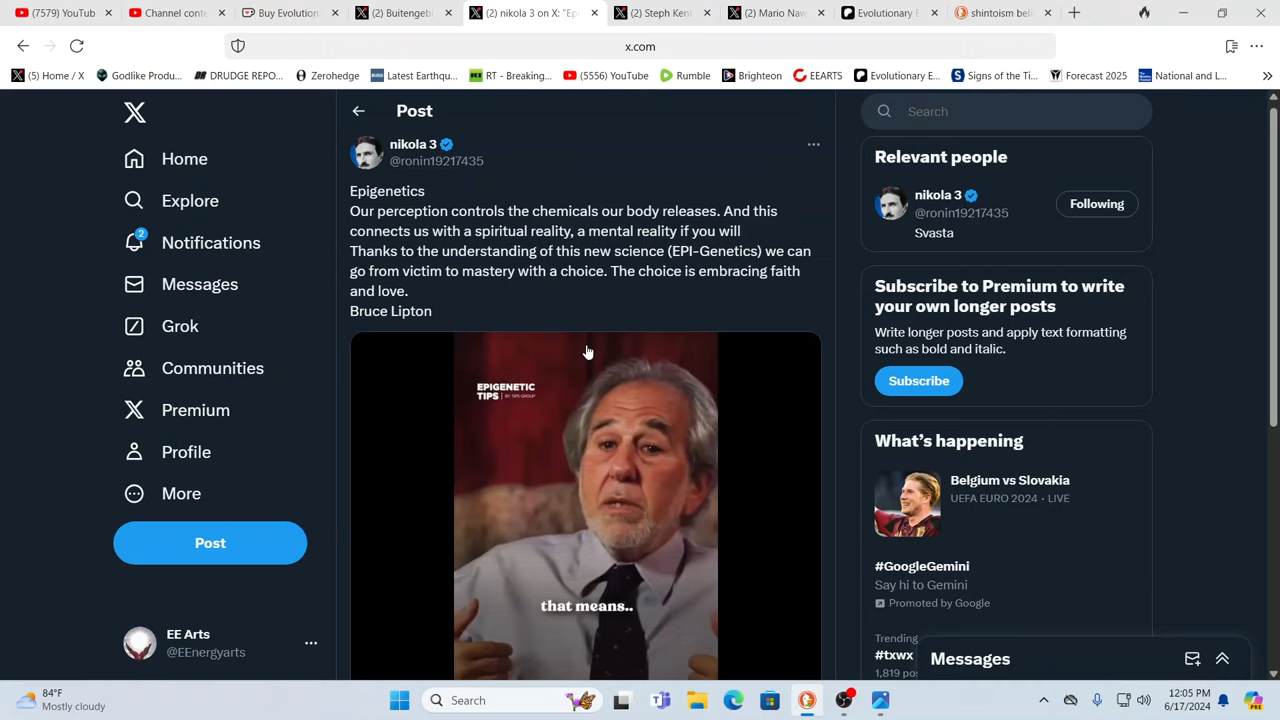 (7579) YouTub
Channel conte
Buy Evolution
(2) Buitengebi
(2) nikola 3 on X: "Ep
(2) Steph Kent
(2) Mario Naw
Evolutionary E
shintoism beli
x.com
(5) Home / X
Godlike Produ...
DRUDGE REPO...
Zerohedge
Latest Earthqu...
RT - Breaking...
(5556) YouTube
Rumble
Brighteon
EEARTS
Evolutionary E...
Signs of the Ti...
Forecast 2025
National and L...
Home
Explore
2
Notifications
Messages
Grok
Communities
Premium
Profile
More
Post
EE Arts
@EEnergyarts
Post
nikola 3
@ronin19217435
Epigenetics
Our perception controls the chemicals our body releases. And this
connects us with a spiritual reality, a mental reality if you will
Thanks to the understanding of this new science (EPI-Genetics) we can
go from victim to mastery with a choice. The choice is embracing faith
and love.
Bruce Lipton
EPIGENETIC
TIPS BY TIPS GROUP
that means..
Search
Relevant people
nikola 3
@ronin19217435
Following
Svasta
Subscribe to Premium to write
your own longer posts
Write longer posts and apply text formatting
such as bold and italic.
Subscribe
What's happening
Belgium vs Slovakia
UEFA EURO 2024 · LIVE
#GoogleGemini
Say hi to Gemini
Promoted by Google
Trending
#txwx
1,819 po
Messages
84°F
Mostly cloudy
Search
12:05 PM
6/17/2024